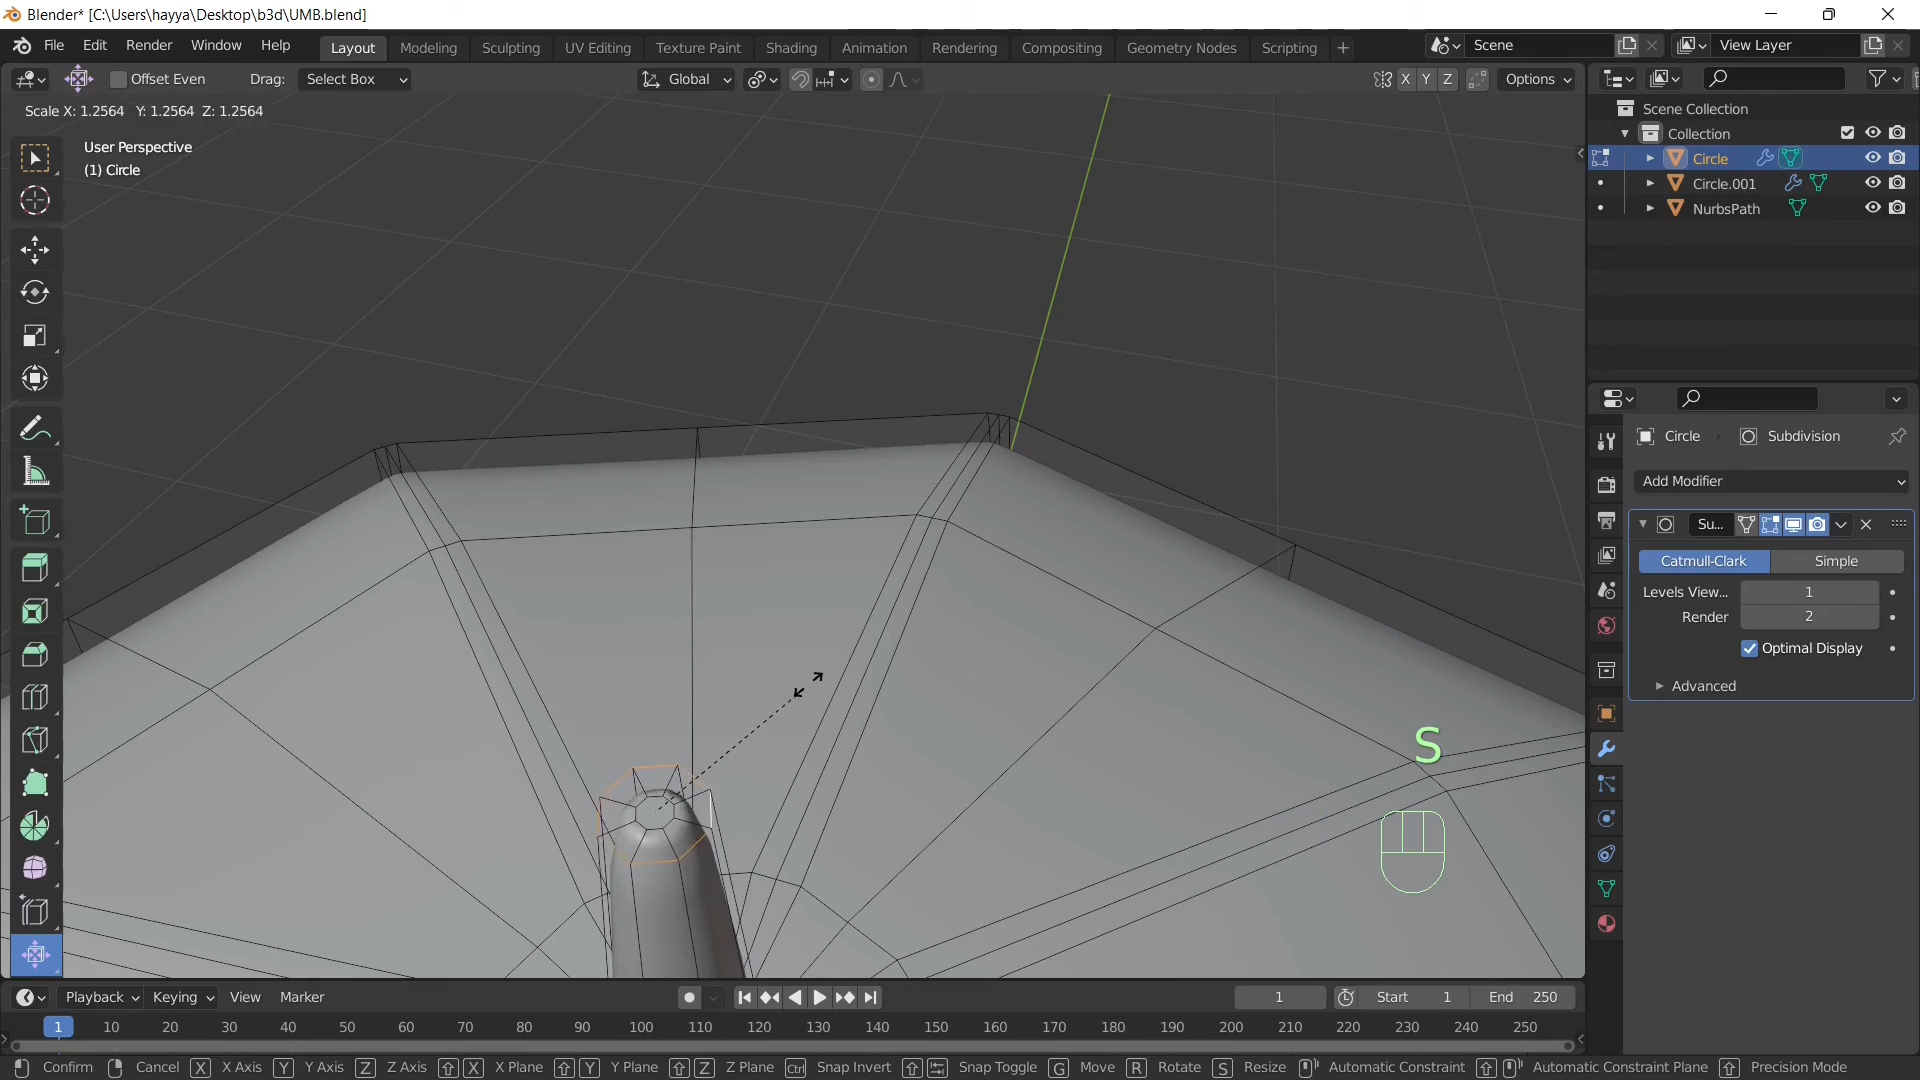 Blender* [C:\Users\hayya\Desktop\b3d\UMB.blend]
File Edit Render Window Help Layout Modeling Sculpting UV Editing Texture Paint Shading Animation Rendering Compositing Geometry Nodes Scripting + Scene View Layer
Offset Even Drag: Select Box Global X Y Z Options
Scale X: 1.2564 Y: 1.2564 Z: 1.2564
User Perspective
(1) Circle
Scene Collection
Collection
Circle
Circle.001
NurbsPath
Circle Subdivision
Add Modifier
Su...
Catmull-Clark Simple
Levels View... 1
Render 2
Optimal Display
Advanced
S
Playback Keying View Marker 1 Start 1 End 250
1 10 20 30 40 50 60 70 80 90 100 110 120 130 140 150 160 170 180 190 200 210 220 230 240 250
Confirm Cancel X X Axis Y Y Axis Z Z Axis X X Plane Y Y Plane Z Z Plane Ctrl Snap Invert Snap Toggle G Move R Rotate S Resize Automatic Constraint Automatic Constraint Plane Precision Mode